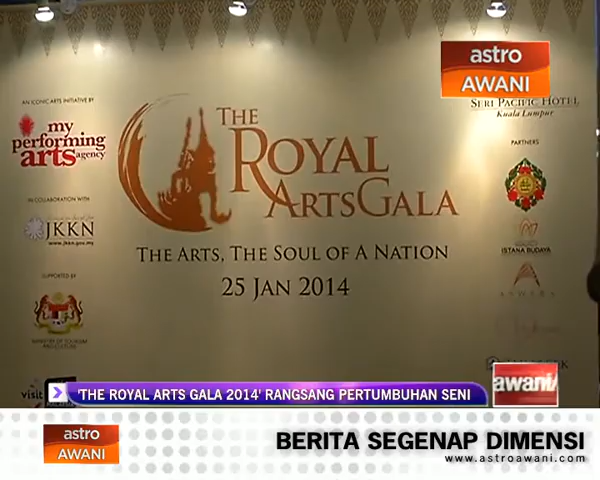 astro
AWANI
AN ICONIC ARTS INITIATIVE BY
my
performing
arts agency
IN COLLABORATION WITH
JKKN
www.jkkn.gov.my
SUPPORTED BY
MINISTRY OF TOURISM
visit
THE
ROYAL
ARTSGALA
THE ARTS, THE SOUL OF A NATION
25 JAN 2014
SERI PACIFIC HOTEL
Kuala Lumpur
PARTNERS
ISTANA BUDAYA
ASWARA
'THE ROYAL ARTS GALA 2014' RANGSANG PERTUMBUHAN SENI
awani
astro
AWANI
BERITA SEGENAP DIMENSI
www.astroawani.com